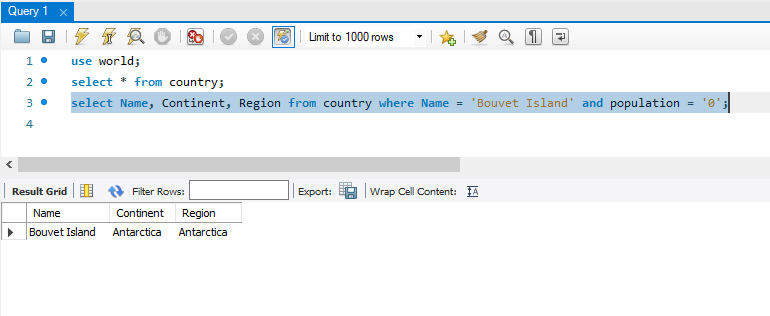 Query 1 ×
Limit to 1000 rows
1 use world;
2 select * from country;
3 select Name, Continent, Region from country where Name = 'Bouvet Island' and population = '0';
4
Result Grid Filter Rows: Export: Wrap Cell Content: IA
Name Continent Region
Bouvet Island Antarctica Antarctica